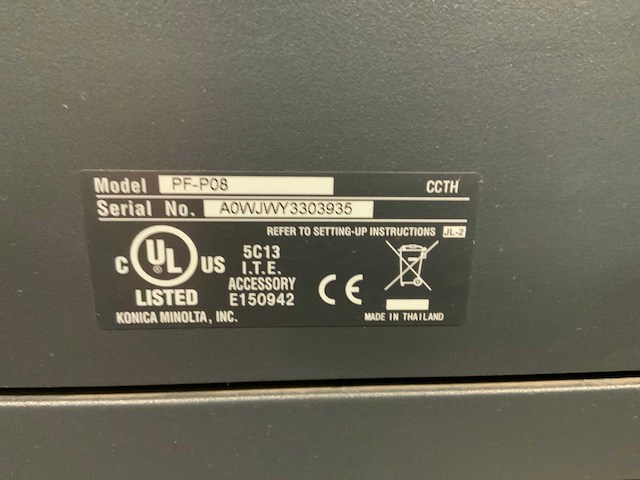 Model PF-P08 CCTH
Serial No. A0WJWY3303935
REFER TO SETTING-UP INSTRUCTIONS JL-2
C UL US
LISTED
5C13
I.T.E.
ACCESSORY
E150942
CE
KONICA MINOLTA, INC.
MADE IN THAILAND